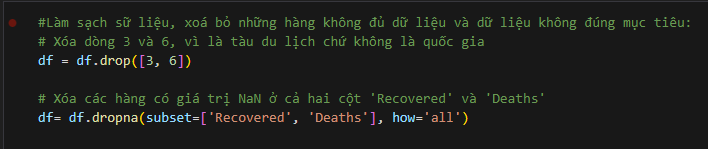 #Làm sạch sữ liệu, xoá bỏ những hàng không đủ dữ liệu và dữ liệu không đúng mục tiêu:
# Xóa dòng 3 và 6, vì là tàu du lịch chứ không là quốc gia
df = df.drop([3, 6])
# Xóa các hàng có giá trị NaN ở cả hai cột 'Recovered' và 'Deaths'
df= df.dropna(subset=['Recovered', 'Deaths'], how='all')